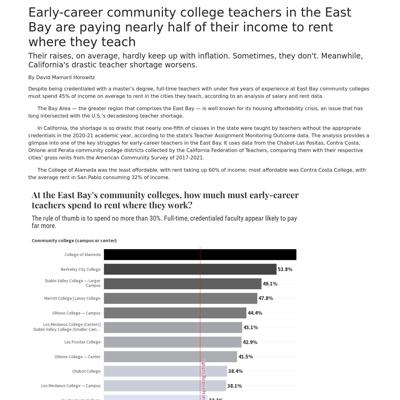 Early-career community college teachers in the East
Bay are paying nearly half of their income to rent
where they teach
Their raises, on average, hardly keep up with inflation. Sometimes, they don't. Meanwhile,
California's deadly teacher shortage worsens.
By David Mamaril Horowitz
Despite being credentialed with a master's degree, full-time teachers with under five years of experience at East Bay community colleges
must spend 45% of income on average to rent in the cities they teach, according to an analysis of salary and rent data.
The Bay Area — the greater region that comprises the East Bay — is well known for its housing affordability crisis, an issue that has
long intersected with the U.S.'s decadeslong teacher shortage.
In California, the shortage is so drastic that nearly one-fifth of classes in the state were taught by teachers without the appropriate
credentials in the 2020-21 academic year, according to the state's Teacher Assignment Monitoring Outcome data. The analysis provides a
glimpse into one of the key struggles for early-career teachers in the East Bay. It uses data from the Chabot-Las Positas, Contra Costa,
Ohlone and Peralta community college districts collected by the California Federation of Teachers, comparing them with their respective
cities' gross rents from the American Community Survey of 2017-2021.
The College of Alameda was the least affordable, with rent taking up 60% of income; most affordable was Contra Costa College, with
the average rent in San Pablo consuming 32% of income.
At the East Bay's community colleges, how much must early-career
teachers spend to rent where they work?
The rule of thumb is to spend no more than 30%. Full-time, credentialed faculty appear likely to pay
far more.
Community college (campus or center)
College of Alameda
Berkeley City College 53.8%
Diablo Valley College — Larger
Campus 49.1%
Merritt College | Laney College 47.8%
Ohlone College — Campus 44.4%
Los Medanos College (Centers) |
Diablo Valley College (Smaller Cam... 43.1%
Las Positas College 42.9%
Ohlone College — Center 41.5%
Chabot College 38.4%
Los Medanos College — Campus 38.1%